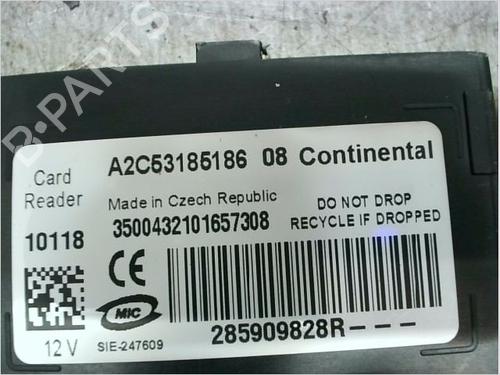 B-PARTS
Card Reader
A2C53185186 08 Continental
Made in Czech Republic
DO NOT DROP
RECYCLE IF DROPPED
10118
3500432101657308
CE
MIC
12 V
SIE-247609
285909828R---